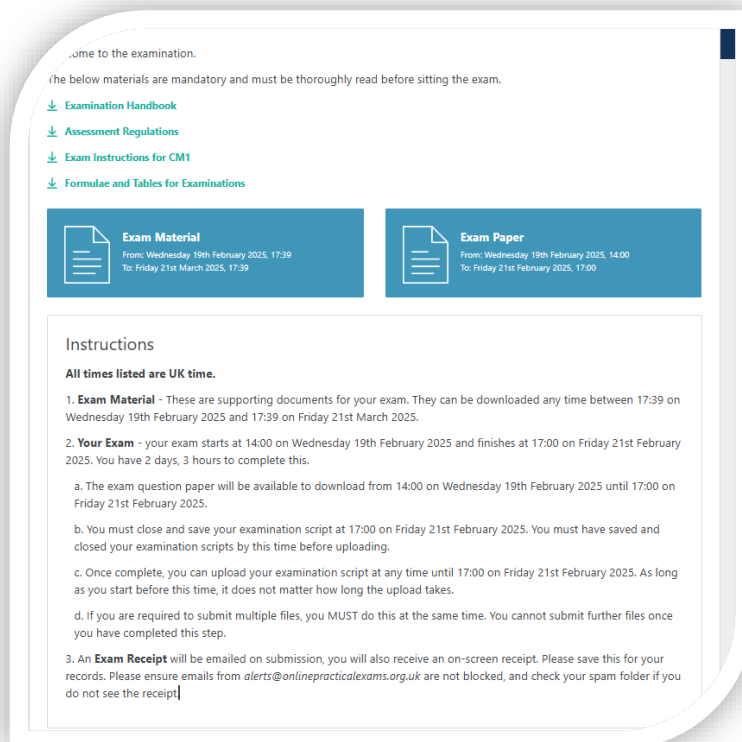 ome to the examination.
The below materials are mandatory and must be thoroughly read before sitting the exam.
Examination Handbook
Assessment Regulations
Exam Instructions for CM1
Formulae and Tables for Examinations
Exam Material
From: Wednesday 19th February 2025, 17:39
To: Friday 21st March 2025, 17:39
Exam Paper
From: Wednesday 19th February 2025, 14:00
To: Friday 21st February 2025, 17:00
Instructions
All times listed are UK time.
1. Exam Material - These are supporting documents for your exam. They can be downloaded any time between 17:39 on
Wednesday 19th February 2025 and 17:39 on Friday 21st March 2025.
2. Your Exam - your exam starts at 14:00 on Wednesday 19th February 2025 and finishes at 17:00 on Friday 21st February
2025. You have 2 days, 3 hours to complete this.
a. The exam question paper will be available to download from 14:00 on Wednesday 19th February 2025 until 17:00 on
Friday 21st February 2025.
b. You must close and save your examination script at 17:00 on Friday 21st February 2025. You must have saved and
closed your examination scripts by this time before uploading.
c. Once complete, you can upload your examination script at any time until 17:00 on Friday 21st February 2025. As long
as you start before this time, it does not matter how long the upload takes.
d. If you are required to submit multiple files, you MUST do this at the same time. You cannot submit further files once
you have completed this step.
3. An Exam Receipt will be emailed on submission, you will also receive an on-screen receipt. Please save this for your
records. Please ensure emails from alerts@onlinepracticalexams.org.uk are not blocked, and check your spam folder if you
do not see the receipt.